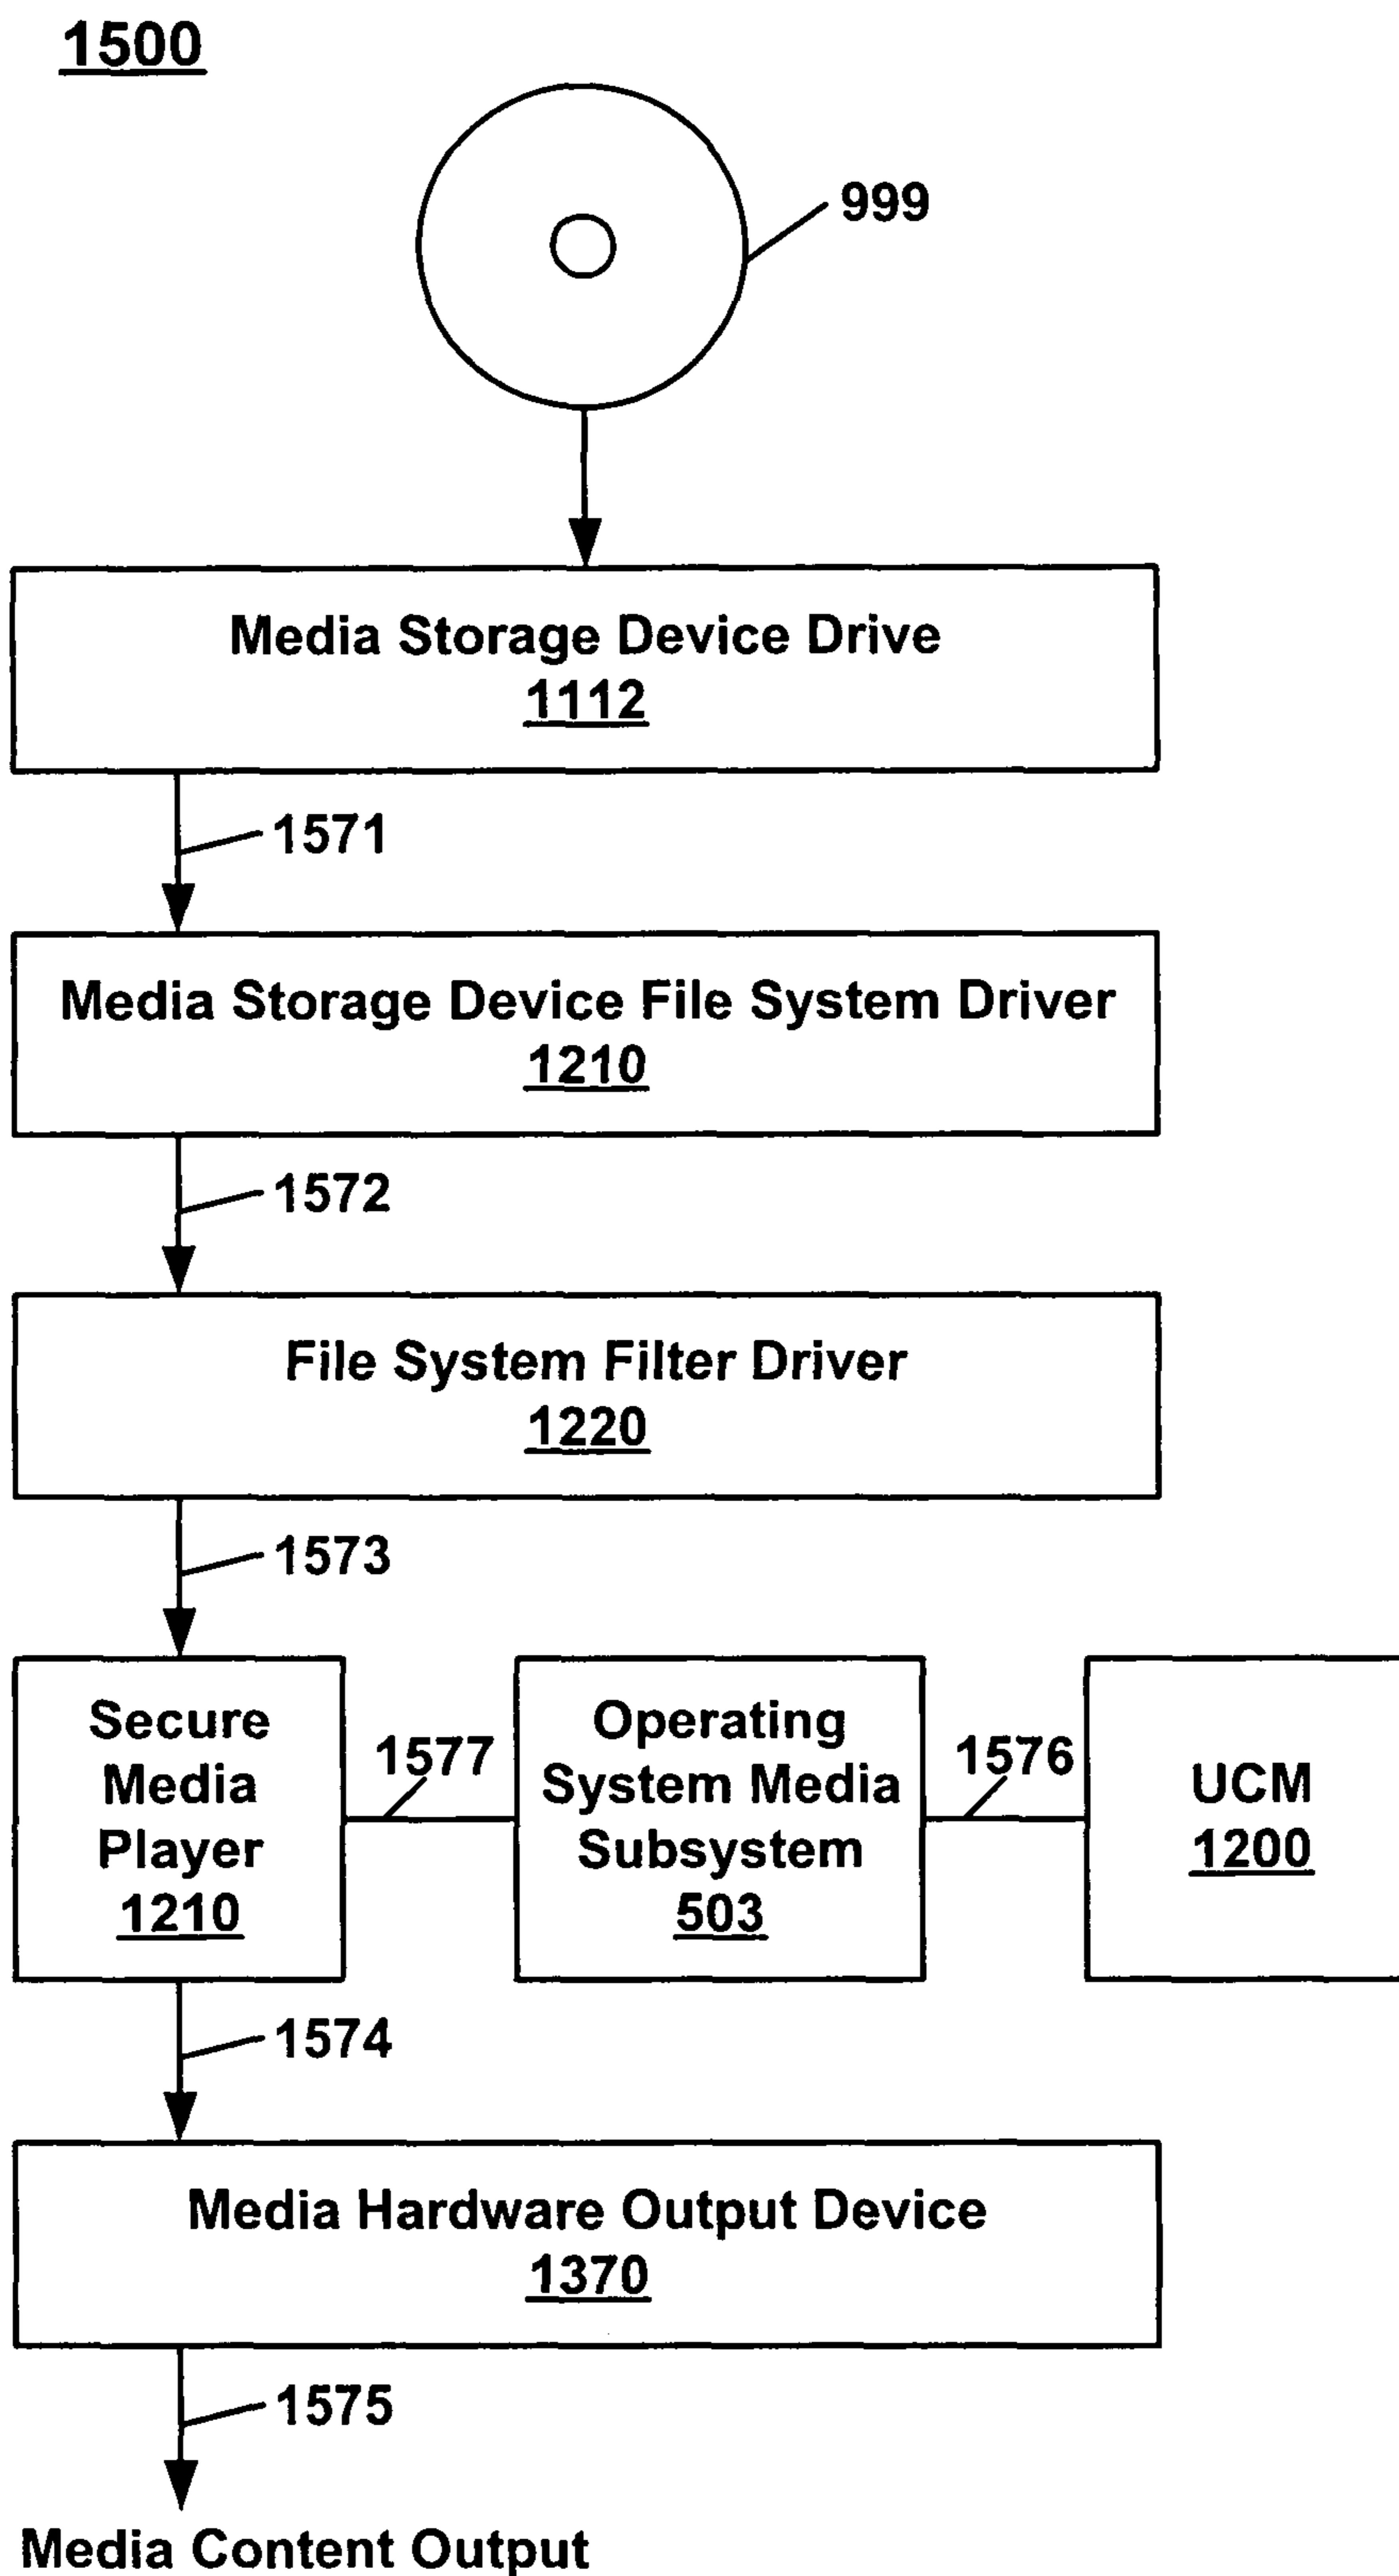 1500
999
Media Storage Device Drive
1112
1571
Media Storage Device File System Driver
1210
1572
File System Filter Driver
1220
1573
Secure
Media
Player
1210
1577
Operating
System Media
Subsystem
503
1576
UCM
1200
1574
Media Hardware Output Device
1370
1575
Media Content Output